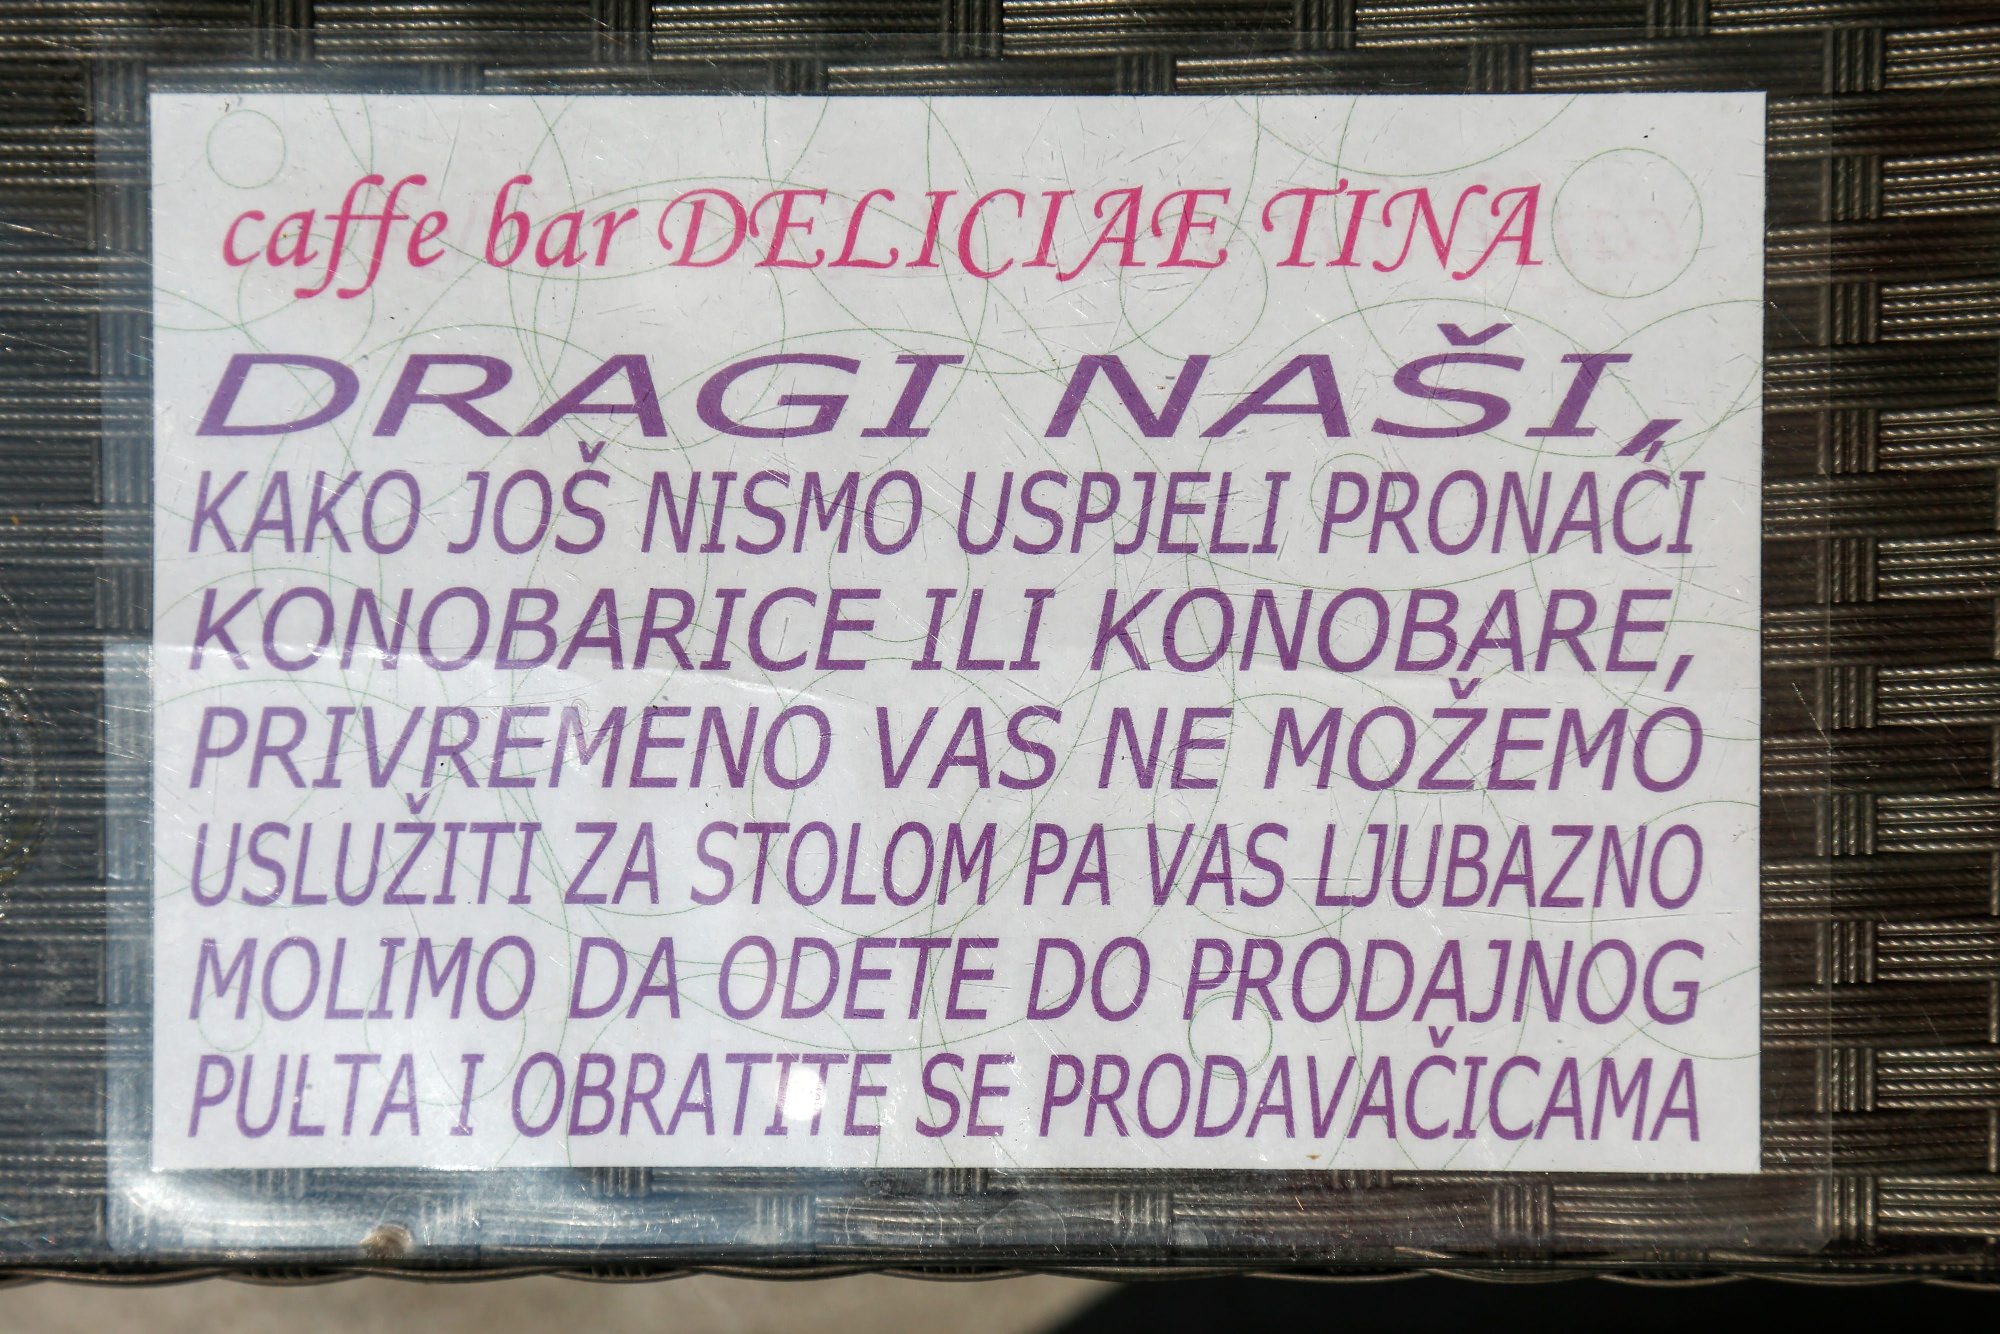 caffe bar DELICIAE TINA
DRAGI NAŠI,
KAKO JOŠ NISMO USPJELI PRONAĆI
KONOBARICE ILI KONOBARE,
PRIVREMENO VAS NE MOŽEMO
USLUŽITI ZA STOLOM PA VAS LJUBAZNO
MOLIMO DA ODETE DO PRODAJNOG
PULTA I OBRATITE SE PRODAVAČICAMA